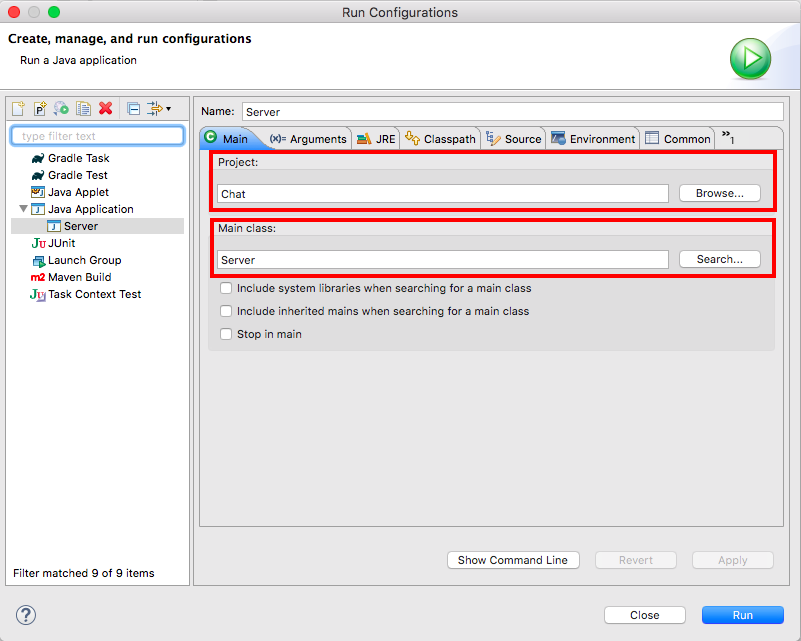 Run Configurations
Create, manage, and run configurations
Run a Java application
type filter text
Gradle Task
Gradle Test
Java Applet
Java Application
Server
JUnit
Launch Group
Maven Build
Task Context Test
Filter matched 9 of 9 items
Name: Server
Main (x)= Arguments JRE Classpath Source Environment Common »1
Project:
Chat Browse...
Main class:
Server Search...
Include system libraries when searching for a main class
Include inherited mains when searching for a main class
Stop in main
Show Command Line Revert Apply
? Close Run